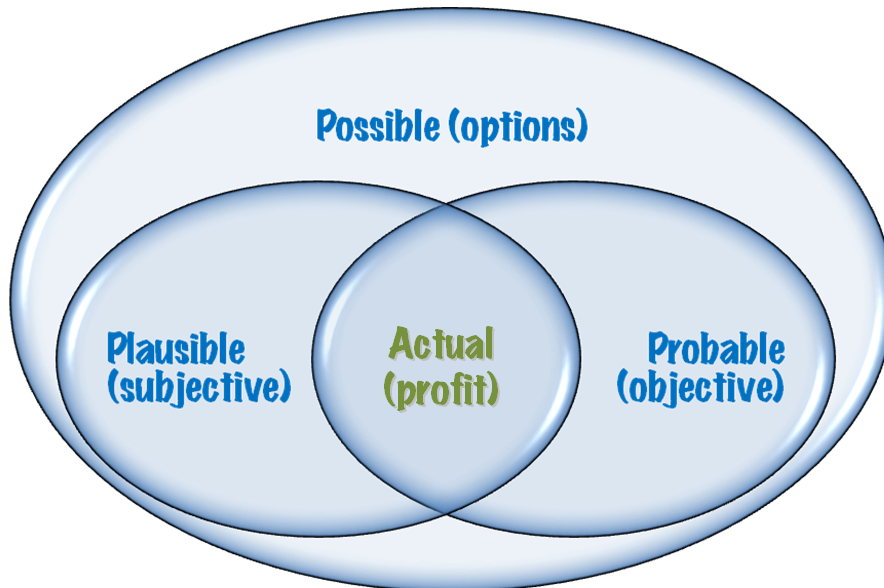 Possible (options)
Plausible
(subjective)
Actual
(profit)
Probable
(objective)